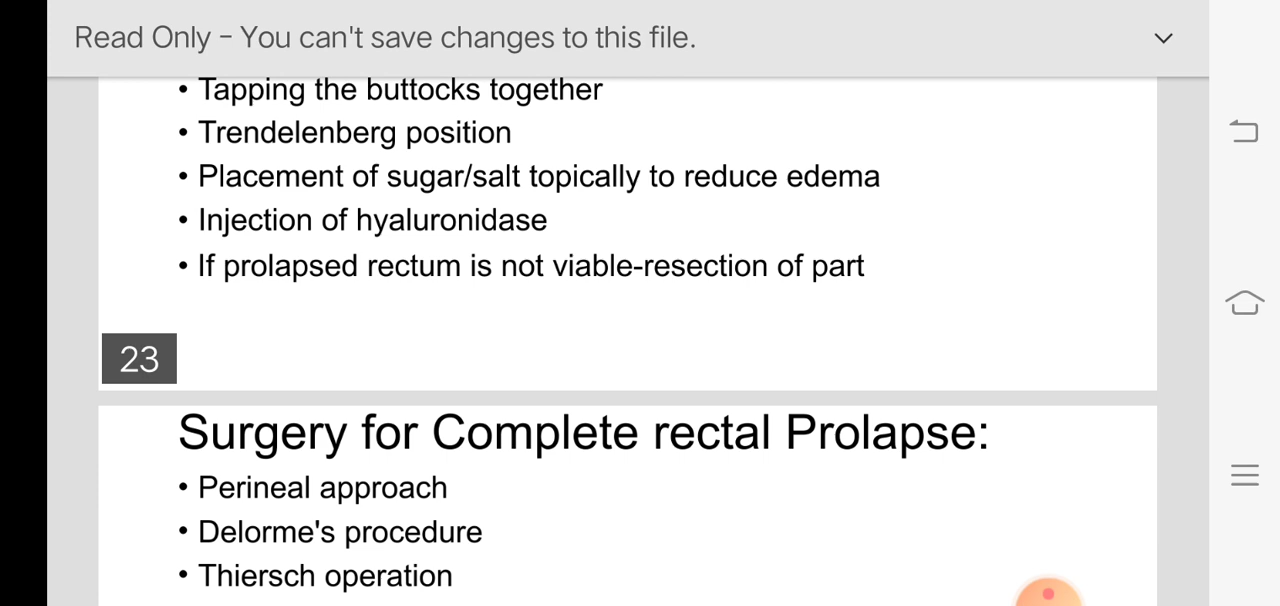 Read Only - You can't save changes to this file.
• Tapping the buttocks together
• Trendelenberg position
• Placement of sugar/salt topically to reduce edema
• Injection of hyaluronidase
• If prolapsed rectum is not viable-resection of part
23
Surgery for Complete rectal Prolapse:
• Perineal approach
• Delorme's procedure
• Thiersch operation